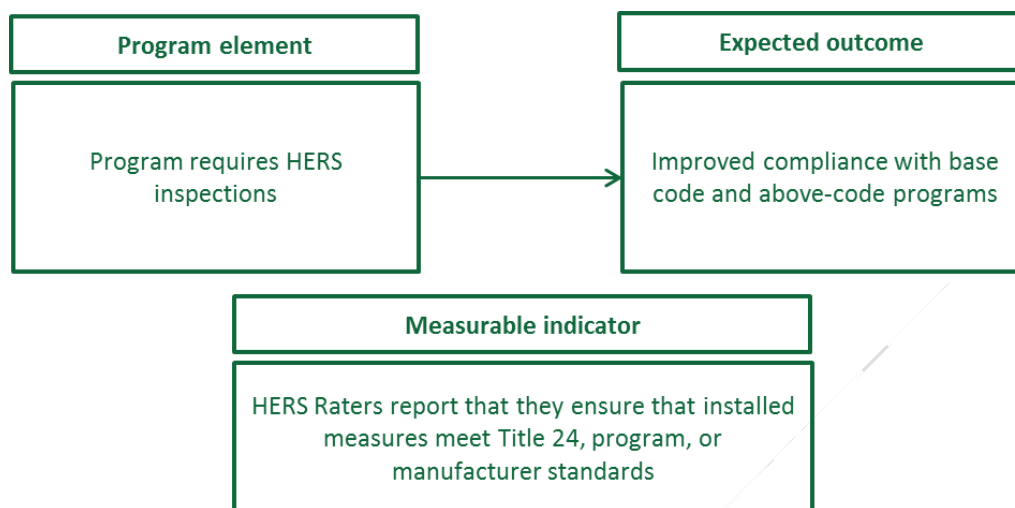 Program element
Expected outcome
Program requires HERS
inspections
Improved compliance with base
code and above-code programs
Measurable indicator
HERS Raters report that they ensure that installed
measures meet Title 24, program, or
manufacturer standards